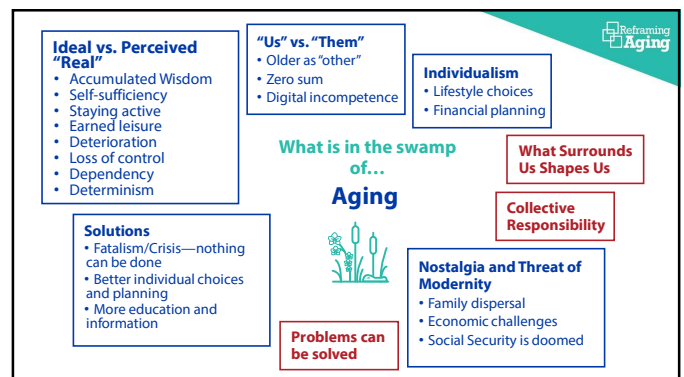 Reframing
Aging
Ideal vs. Perceived
“Real”
• Accumulated Wisdom
• Self-sufficiency
• Staying active
• Earned leisure
• Deterioration
• Loss of control
• Dependency
• Determinism
“Us” vs. “Them”
• Older as “other”
• Zero sum
• Digital incompetence
Individualism
• Lifestyle choices
• Financial planning
What is in the swamp
of…
Aging
What Surrounds
Us Shapes Us
Collective
Responsibility
Solutions
• Fatalism/Crisis—nothing
can be done
• Better individual choices
and planning
• More education and
information
Problems can
be solved
Nostalgia and Threat of
Modernity
• Family dispersal
• Economic challenges
• Social Security is doomed